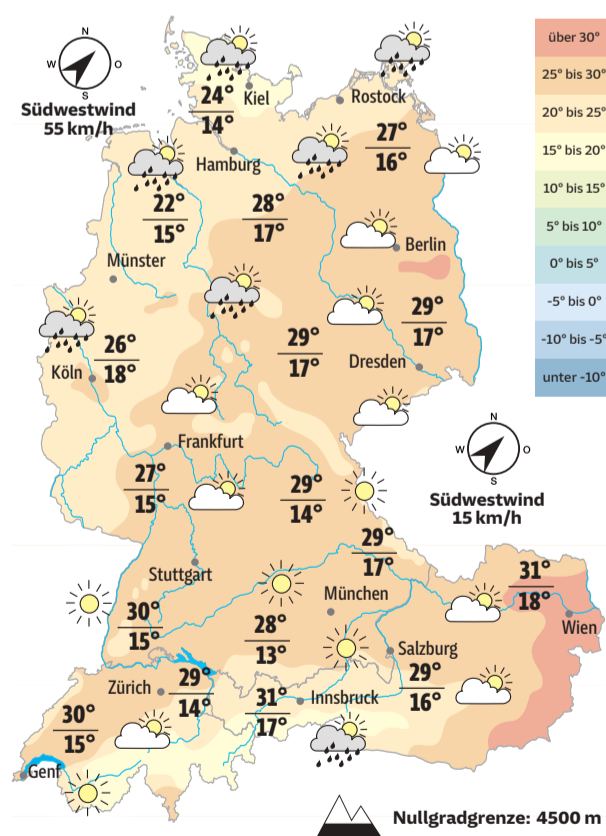 N
W O
S
Südwestwind
55 km/h
über 30°
25° bis 30°
20° bis 25°
15° bis 20°
10° bis 15°
5° bis 10°
0° bis 5°
-5° bis 0°
-10° bis -5°
unter -10°
24°
14°
Kiel
Rostock
27°
16°
Hamburg
22°
15°
28°
17°
Berlin
Münster
29°
17°
26°
18°
29°
17°
Dresden
Köln
Frankfurt
N
W O
S
Südwestwind
15 km/h
27°
15°
29°
14°
29°
17°
Stuttgart
31°
18°
Wien
München
30°
15°
28°
13°
Salzburg
29°
16°
Zürich
29°
14°
31°
17°
Innsbruck
30°
15°
Genf
Nullgradgrenze: 4500 m